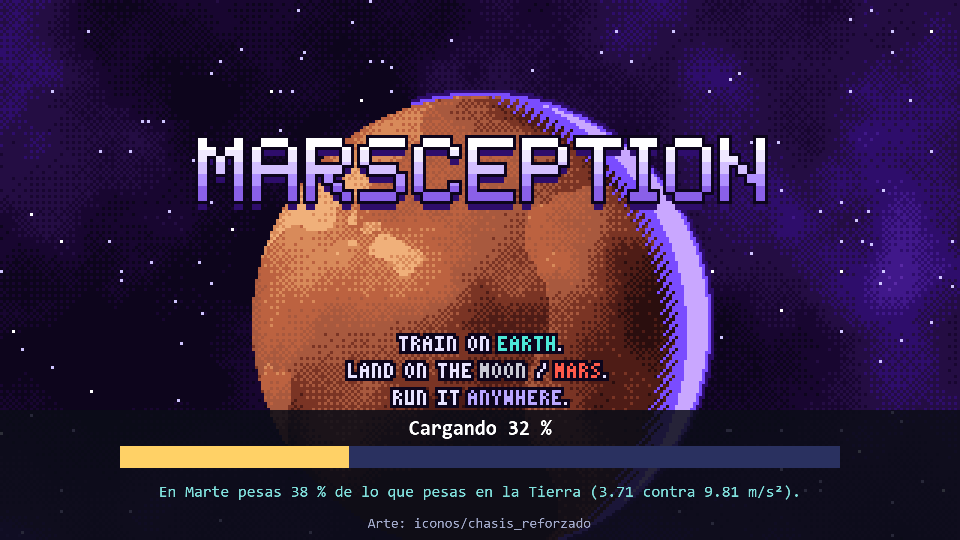 MARSCEPTION
TRAIN ON EARTH.
LAND ON THE MOON / MARS.
RUN IT ANYWHERE.
Cargando 32 %
En Marte pesas 38 % de lo que pesas en la Tierra (3.71 contra 9.81 m/s²).
Arte: iconos/chasis_reforzado